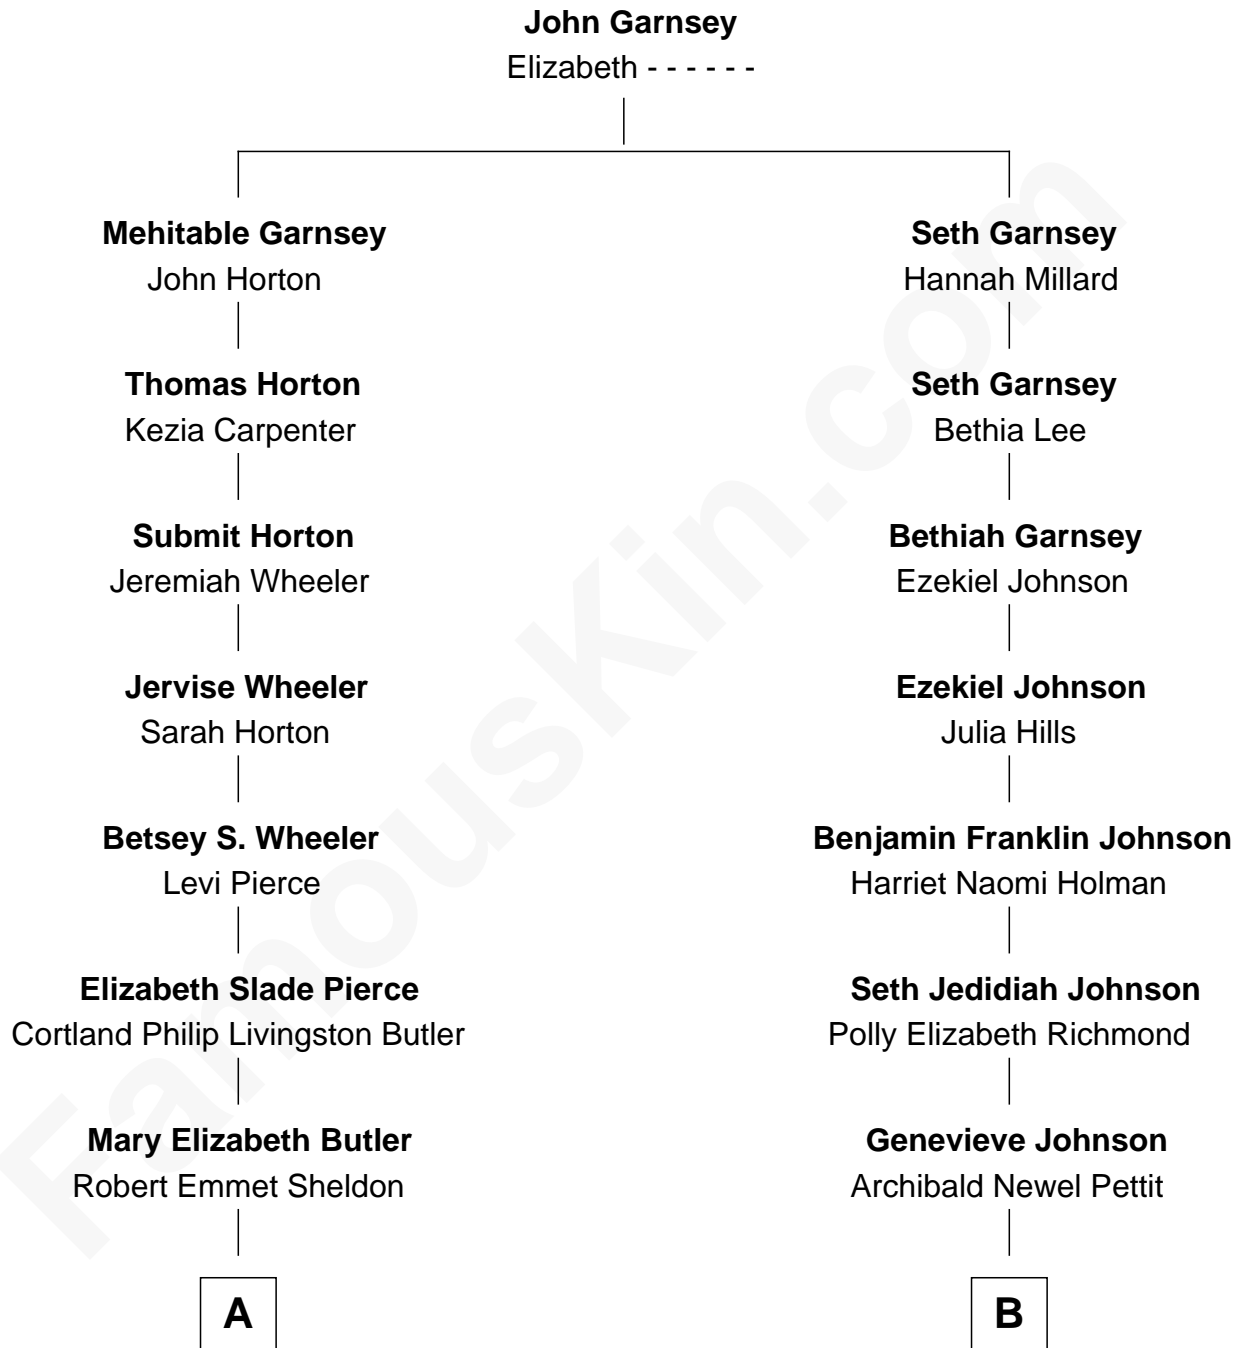 John Garnsey
Elizabeth - - - - - -
Mehitable Garnsey
John Horton
Thomas Horton
Kezia Carpenter
Submit Horton
Jeremiah Wheeler
Jervise Wheeler
Sarah Horton
Betsey S. Wheeler
Levi Pierce
Elizabeth Slade Pierce
Cortland Philip Livingston Butler
Mary Elizabeth Butler
Robert Emmet Sheldon
A
Seth Garnsey
Hannah Millard
Seth Garnsey
Bethia Lee
Bethiah Garnsey
Ezekiel Johnson
Ezekiel Johnson
Julia Hills
Benjamin Franklin Johnson
Harriet Naomi Holman
Seth Jedidiah Johnson
Polly Elizabeth Richmond
Genevieve Johnson
Archibald Newel Pettit
B
FamousKin.com